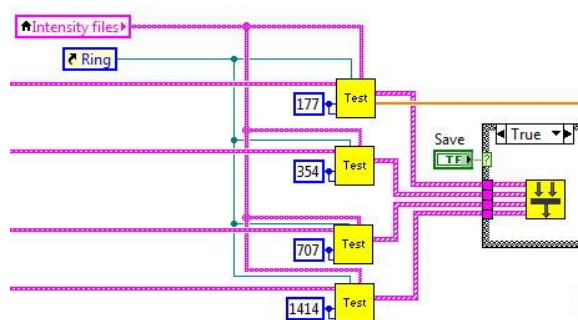 Intensity files
Ring
Test
177
Save
True
TF
?
Test
354
Test
707
Test
1414